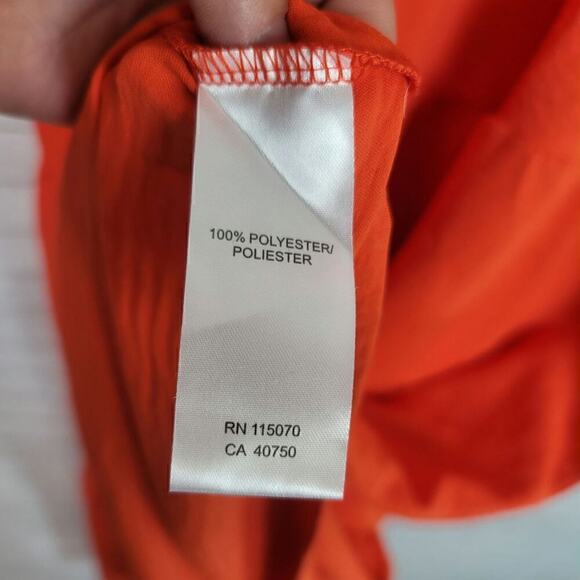 100% POLYESTER/
POLIESTER
RN 115070
CA 40750